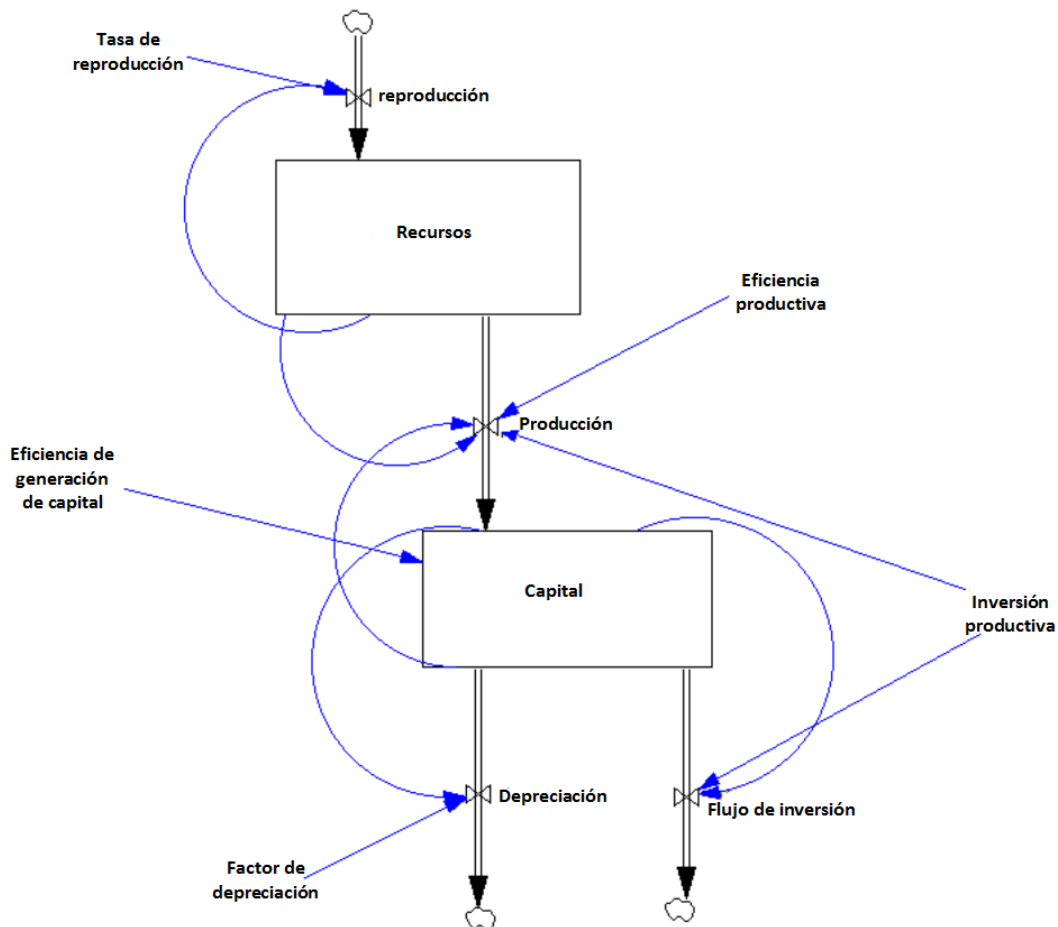 Tasa de
reproducción
reproducción
Recursos
Eficiencia
productiva
Producción
Eficiencia de
generación
de capital
Capital
Inversión
productiva
Depreciación
Flujo de inversión
Factor de
depreciación